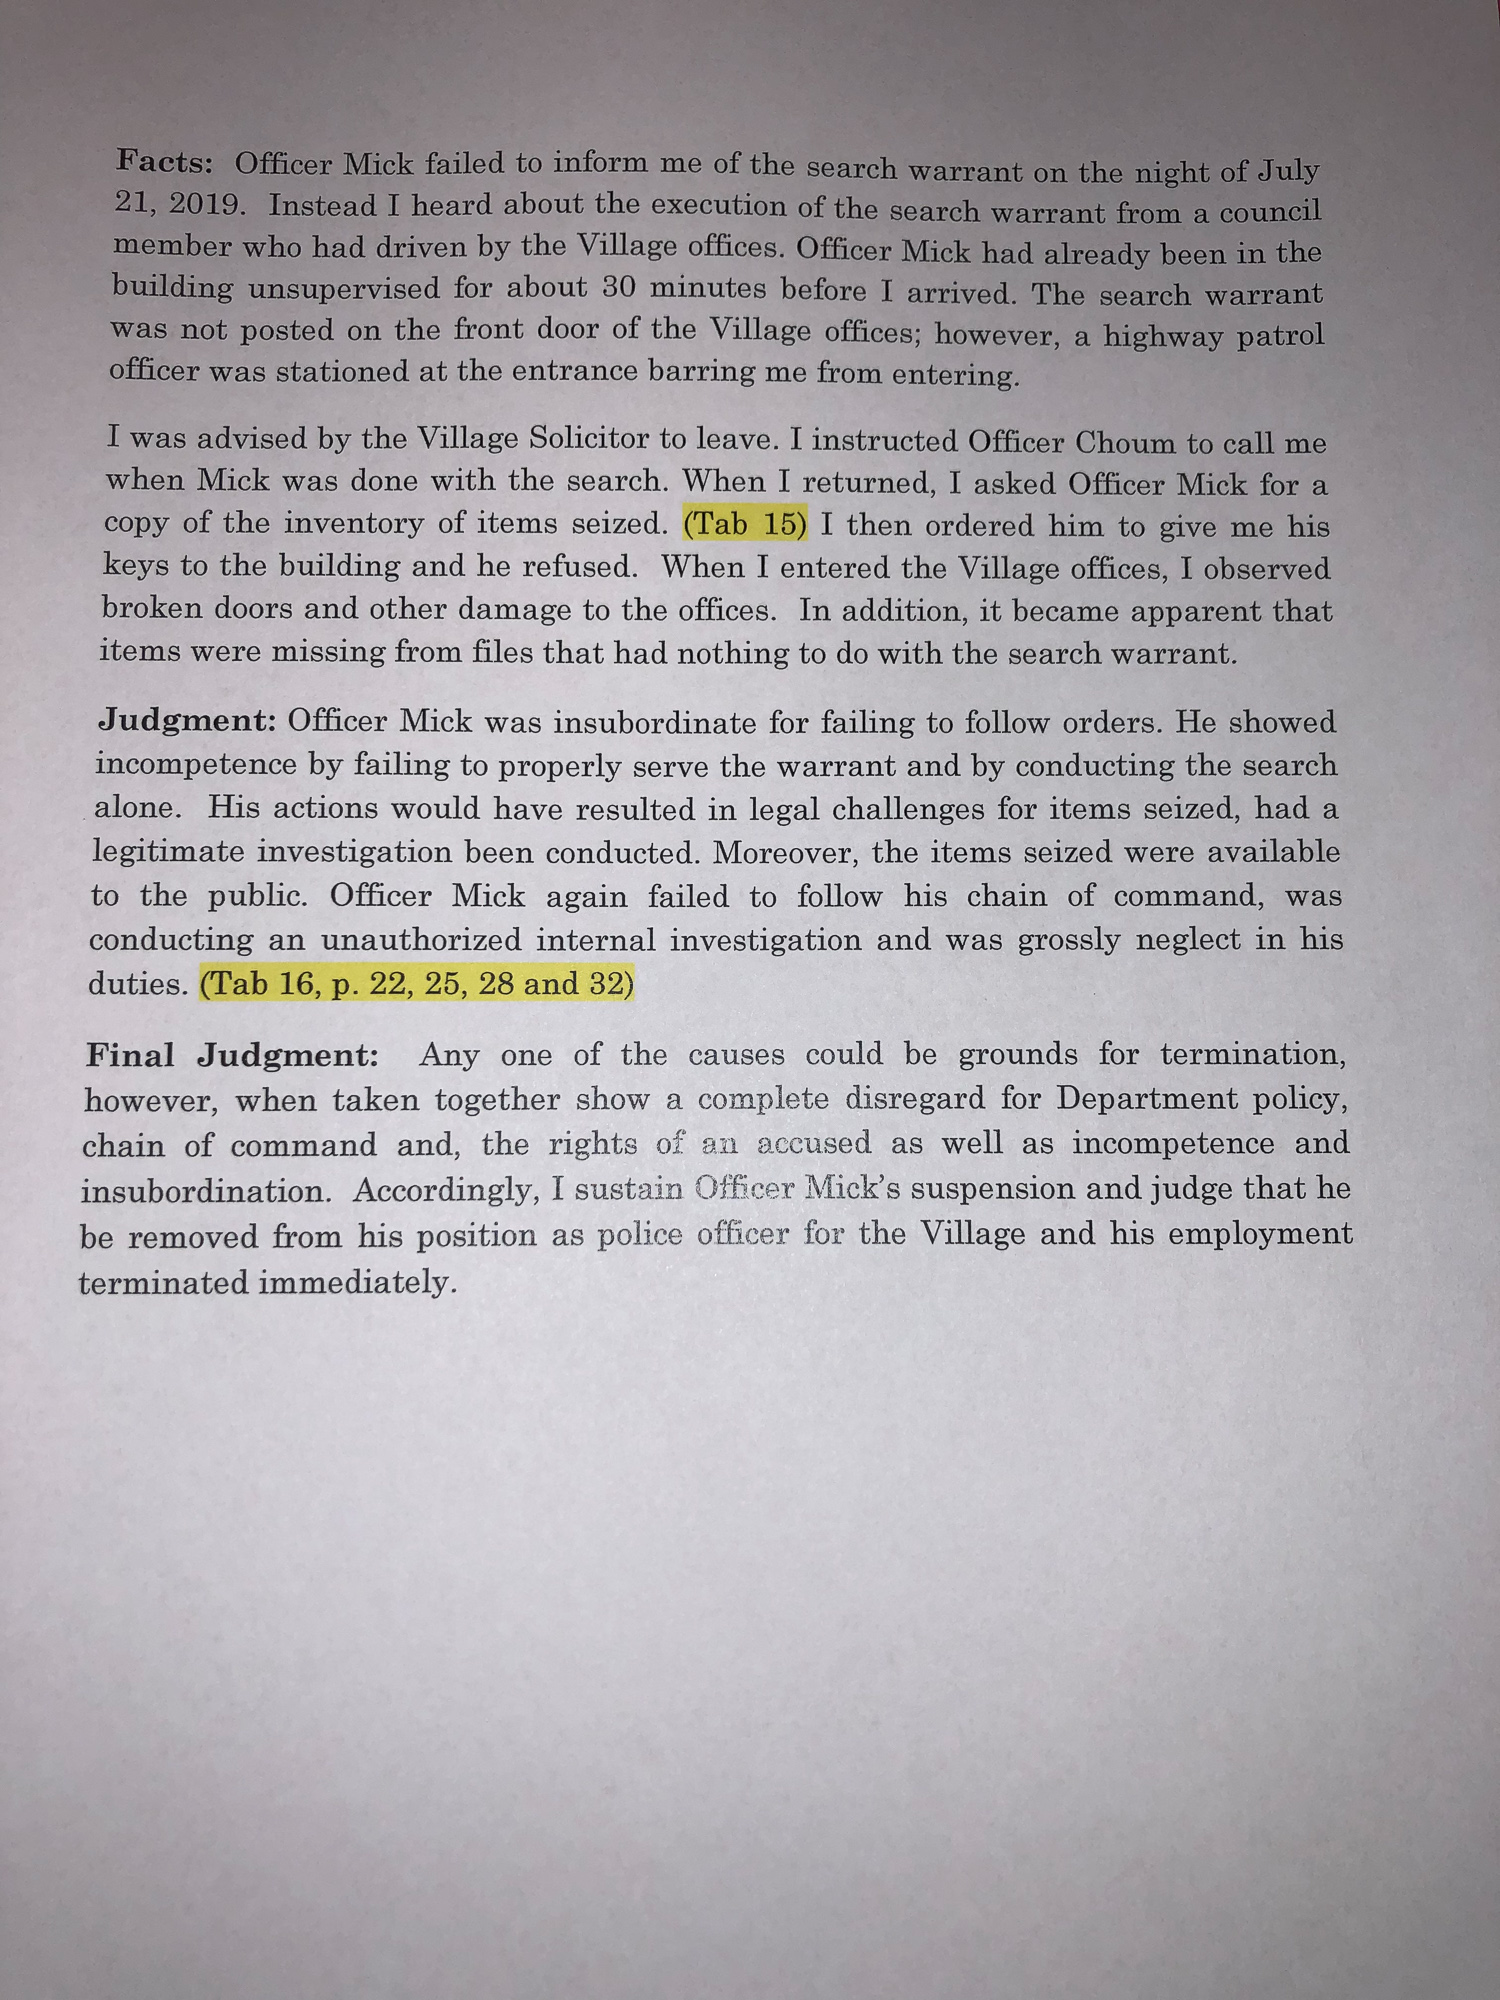 Facts: Officer Mick failed to inform me of the search warrant on the night of July
21, 2019. Instead I heard about the execution of the search warrant from a council
member who had driven by the Village offices. Officer Mick had already been in the
building unsupervised for about 30 minutes before I arrived. The search warrant
was not posted on the front door of the Village offices; however, a highway patrol
officer was stationed at the entrance barring me from entering.
I was advised by the Village Solicitor to leave. I instructed Officer Choum to call me
when Mick was done with the search. When I returned, I asked Officer Mick for a
copy of the inventory of items seized. (Tab 15) I then ordered him to give me his
keys to the building and he refused. When I entered the Village offices, I observed
broken doors and other damage to the offices. In addition, it became apparent that
items were missing from files that had nothing to do with the search warrant.
Judgment: Officer Mick was insubordinate for failing to follow orders. He showed
incompetence by failing to properly serve the warrant and by conducting the search
alone. His actions would have resulted in legal challenges for items seized, had a
legitimate investigation been conducted. Moreover, the items seized were available
to the public. Officer Mick again failed to follow his chain of command, was
conducting an unauthorized internal investigation and was grossly neglect in his
duties. (Tab 16, p. 22, 25, 28 and 32)
Final Judgment: Any one of the causes could be grounds for termination,
however, when taken together show a complete disregard for Department policy,
chain of command and, the rights of an accused as well as incompetence and
insubordination. Accordingly, I sustain Officer Mick's suspension and judge that he
be removed from his position as police officer for the Village and his employment
terminated immediately.